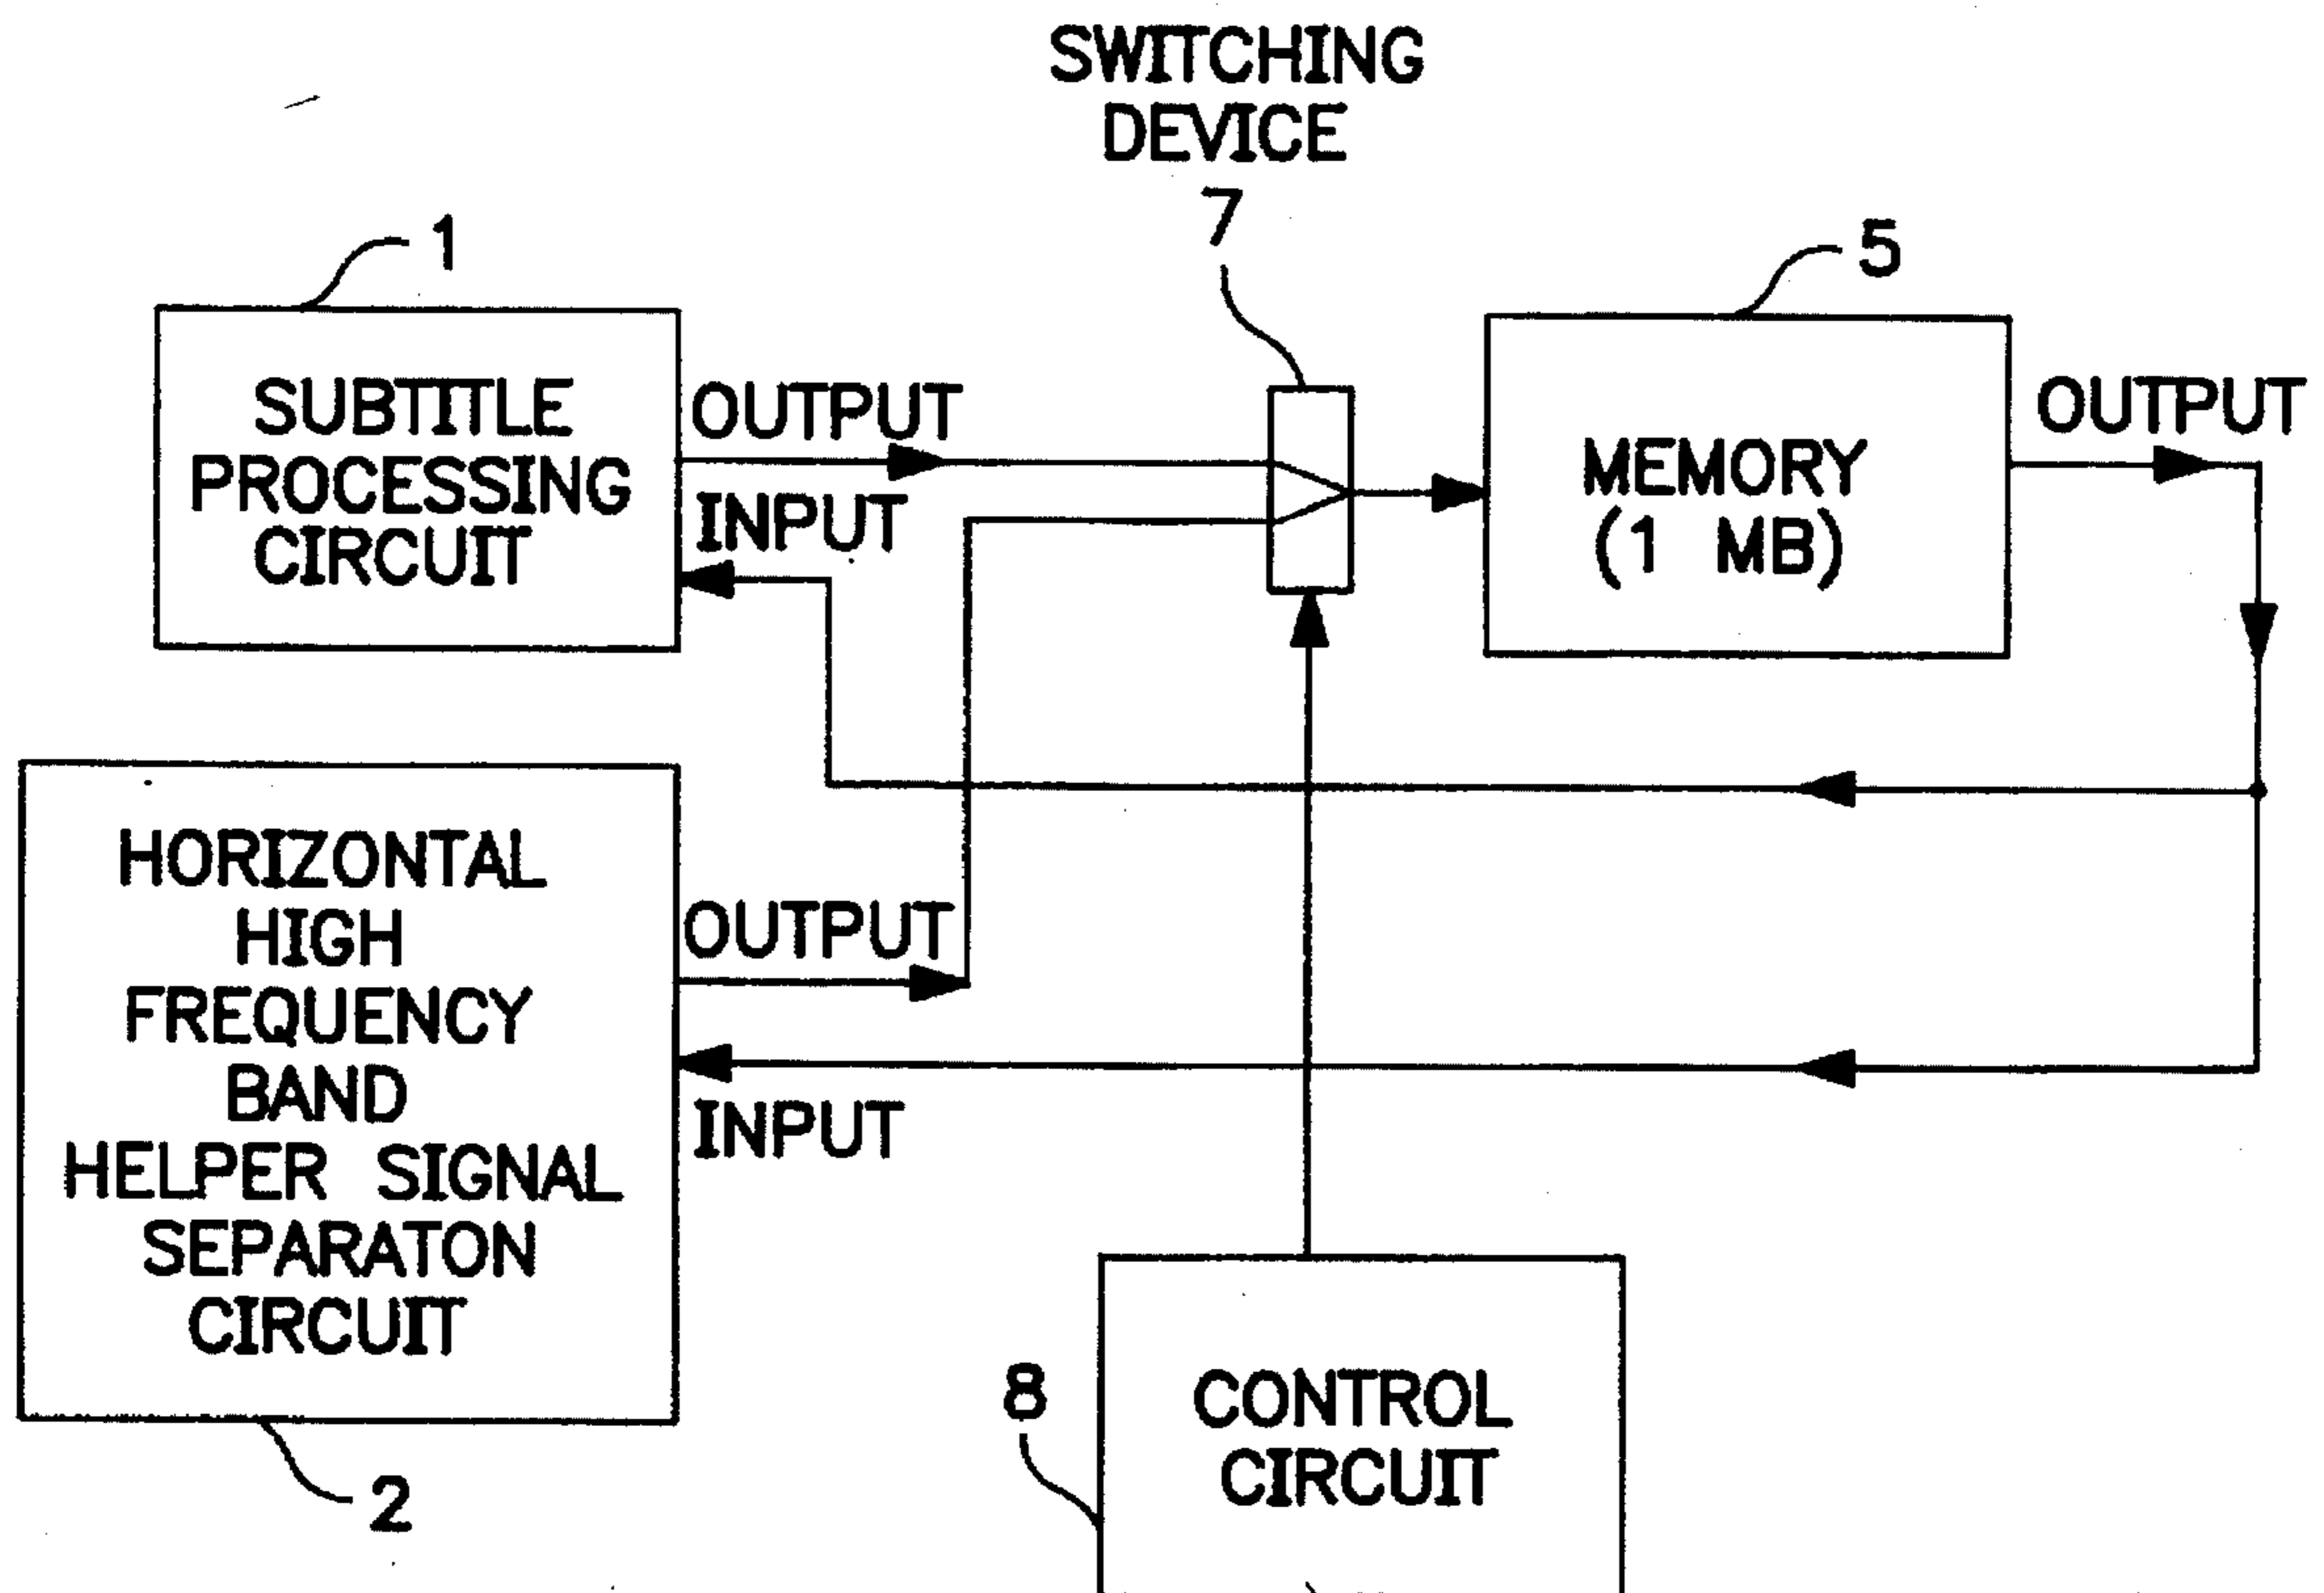 SWITCHING
DEVICE
7
1
5
SUBTITLE
PROCESSING
CIRCUIT
OUTPUT
INPUT
MEMORY
(1 MB)
OUTPUT
HORIZONTAL
HIGH
FREQUENCY
BAND
HELPER SIGNAL
SEPARATON
CIRCUIT
OUTPUT
INPUT
2
8
CONTROL
CIRCUIT